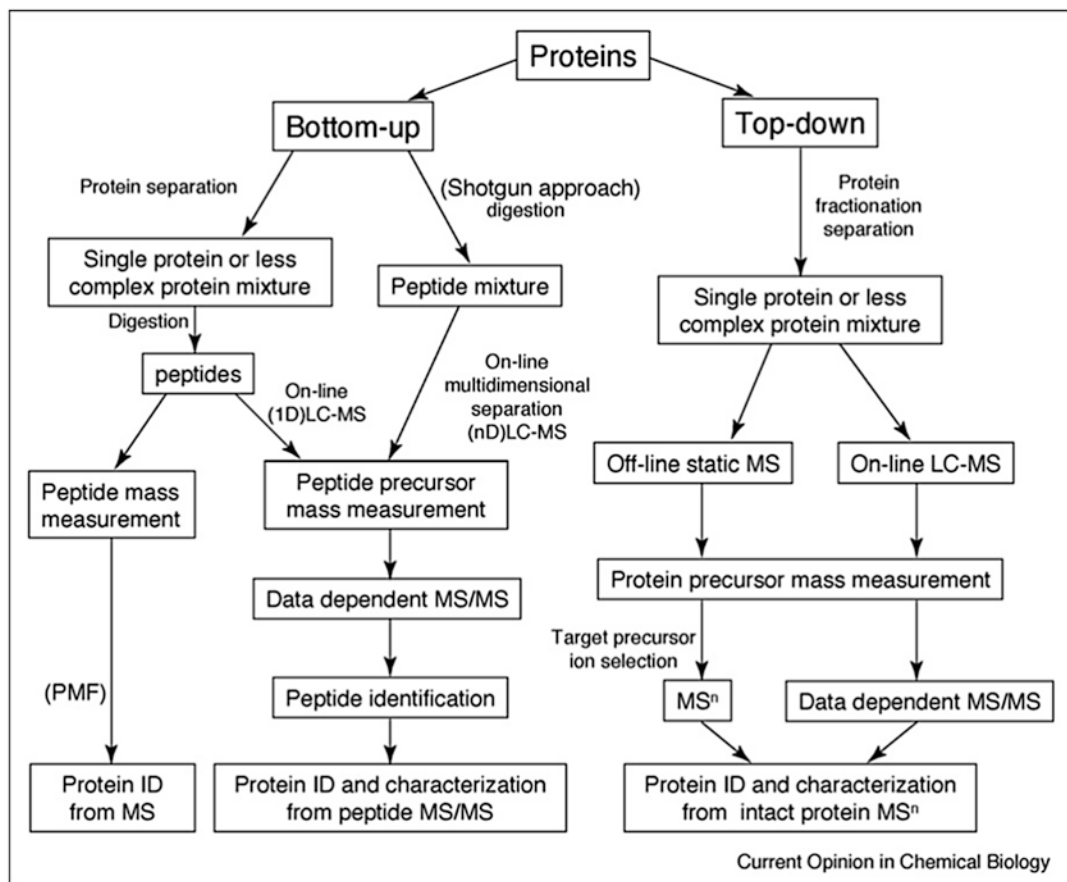 Proteins
Bottom-up
Top-down
Protein separation
(Shotgun approach)
digestion
Protein
fractionation
separation
Single protein or less
complex protein mixture
Peptide mixture
Single protein or less
complex protein mixture
Digestion
peptides
On-line
(1D)LC-MS
On-line
multidimensional
separation
(nD)LC-MS
Off-line static MS
On-line LC-MS
Peptide mass
measurement
Peptide precursor
mass measurement
Protein precursor mass measurement
Data dependent MS/MS
Target precursor
ion selection
(PMF)
Peptide identification
MSⁿ
Data dependent MS/MS
Protein ID
from MS
Protein ID and characterization
from peptide MS/MS
Protein ID and characterization
from intact protein MSⁿ
Current Opinion in Chemical Biology